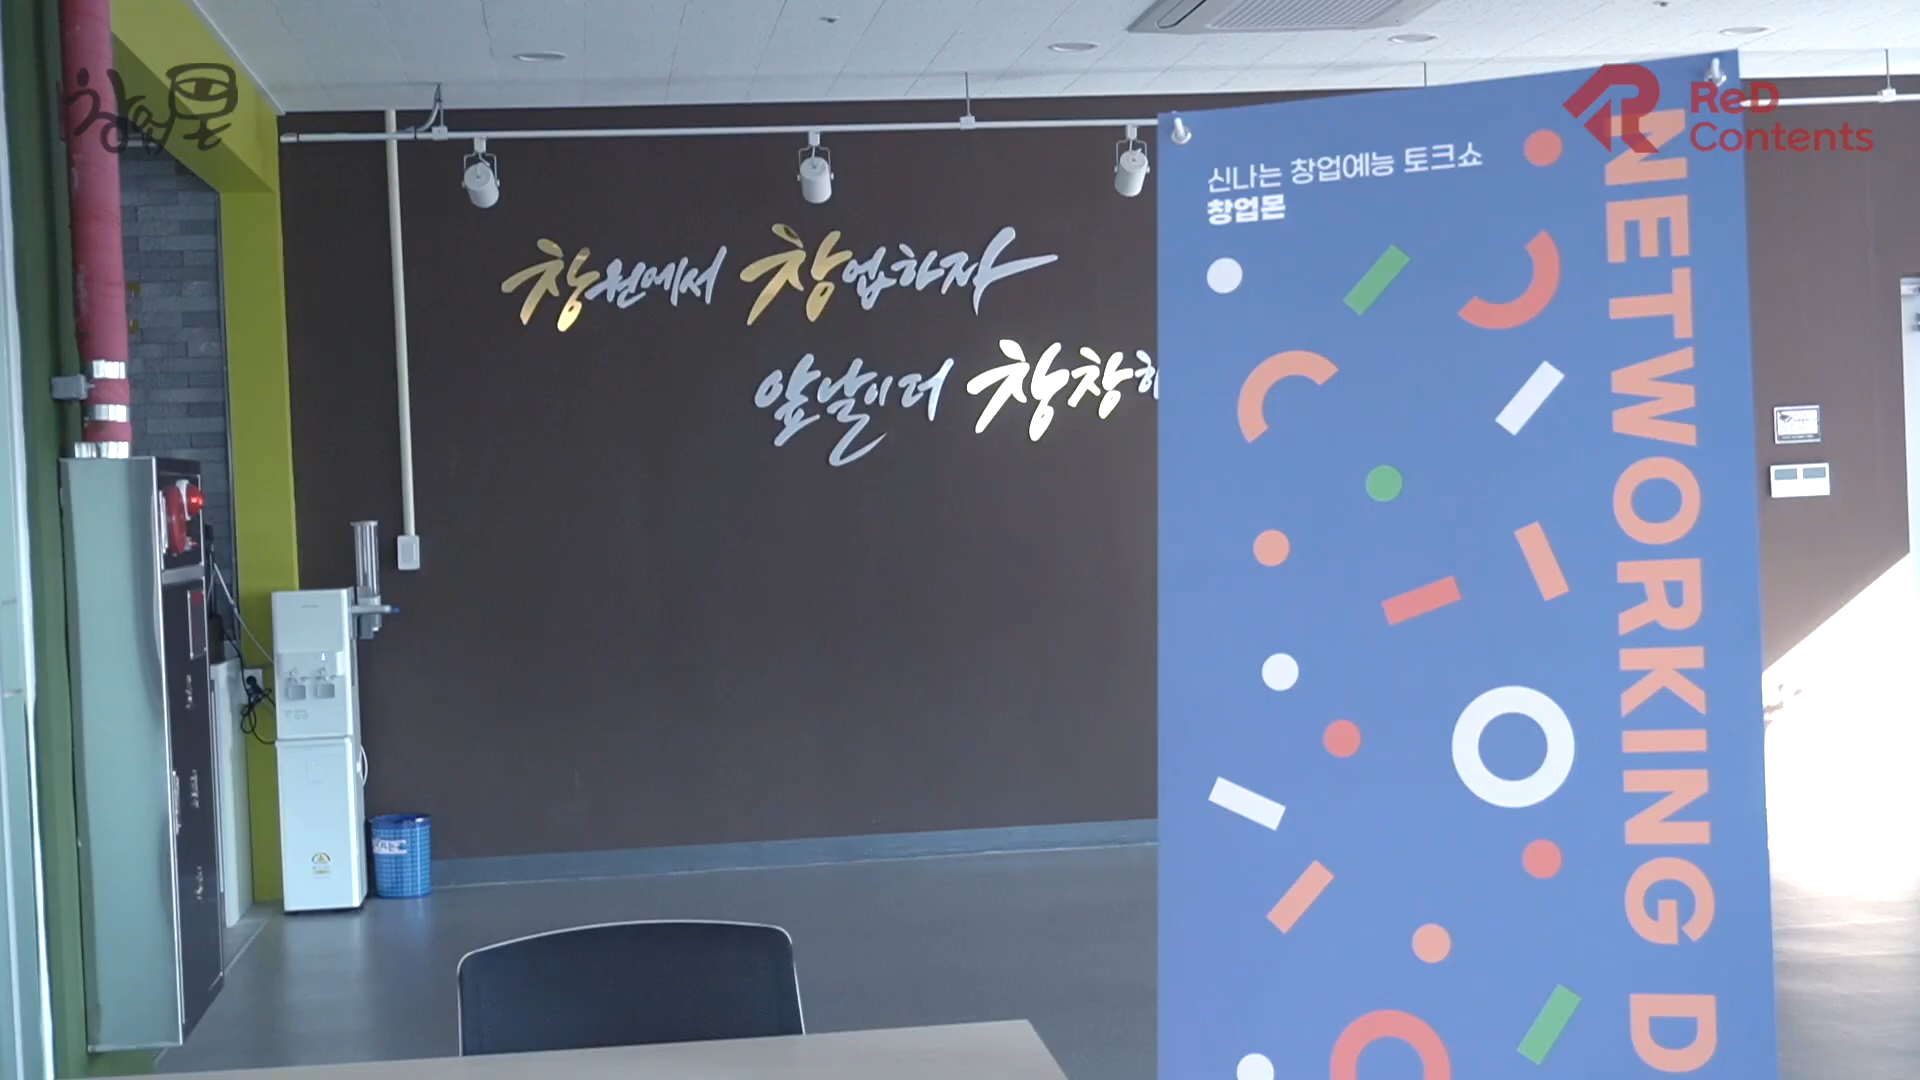 창업몬
ReD
Contents
창원에서 창업하자
앞날이 더 창창하
신나는 창업예능 토크쇼
창업몬
NETWORKING D